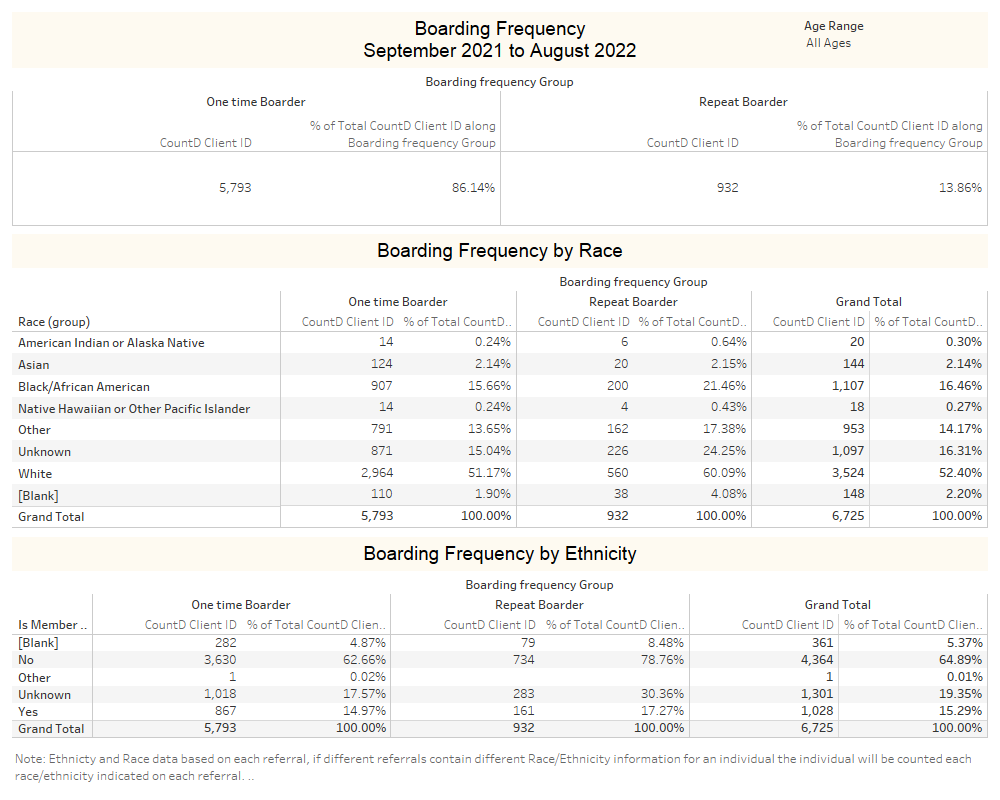 Boarding Frequency
September 2021 to August 2022
Age Range
All Ages
Boarding frequency Group
One time Boarder Repeat Boarder
CountD Client ID % of Total CountD Client ID along Boarding frequency Group CountD Client ID % of Total CountD Client ID along Boarding frequency Group
5,793 86.14% 932 13.86%
Boarding Frequency by Race
Boarding frequency Group
One time Boarder Repeat Boarder Grand Total
Race (group) CountD Client ID % of Total CountD.. CountD Client ID % of Total CountD.. CountD Client ID % of Total CountD..
American Indian or Alaska Native 14 0.24% 6 0.64% 20 0.30%
Asian 124 2.14% 20 2.15% 144 2.14%
Black/African American 907 15.66% 200 21.46% 1,107 16.46%
Native Hawaiian or Other Pacific Islander 14 0.24% 4 0.43% 18 0.27%
Other 791 13.65% 162 17.38% 953 14.17%
Unknown 871 15.04% 226 24.25% 1,097 16.31%
White 2,964 51.17% 560 60.09% 3,524 52.40%
[Blank] 110 1.90% 38 4.08% 148 2.20%
Grand Total 5,793 100.00% 932 100.00% 6,725 100.00%
Boarding Frequency by Ethnicity
Boarding frequency Group
One time Boarder Repeat Boarder Grand Total
Is Member .. CountD Client ID % of Total CountD Clien.. CountD Client ID % of Total CountD Clien.. CountD Client ID % of Total CountD Clien..
[Blank] 282 4.87% 79 8.48% 361 5.37%
No 3,630 62.66% 734 78.76% 4,364 64.89%
Other 1 0.02% 1 0.01%
Unknown 1,018 17.57% 283 30.36% 1,301 19.35%
Yes 867 14.97% 161 17.27% 1,028 15.29%
Grand Total 5,793 100.00% 932 100.00% 6,725 100.00%
Note: Ethnicty and Race data based on each referral, if different referrals contain different Race/Ethnicity information for an individual the individual will be counted each
race/ethnicity indicated on each referral. ..